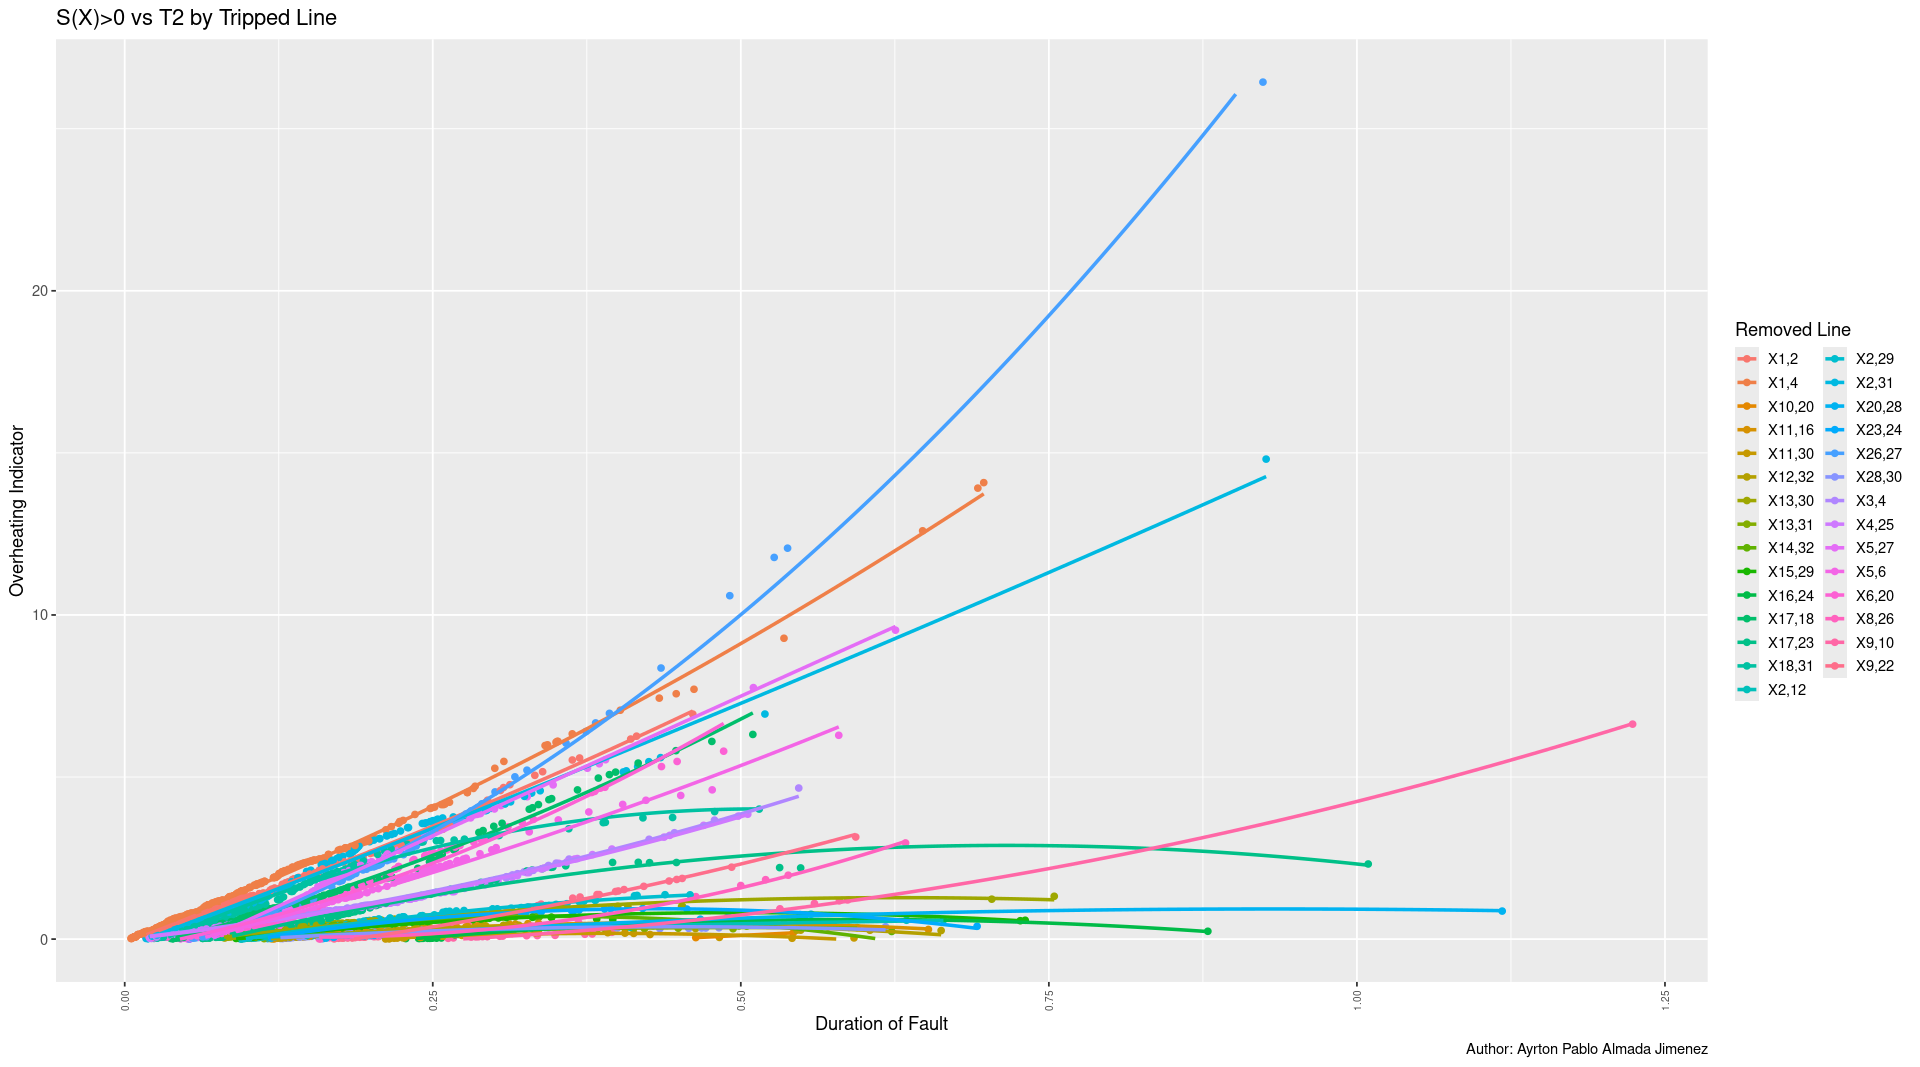 S(X)>0 vs T2 by Tripped Line
Overheating Indicator
20
10
0
0.00
0.25
0.50
0.75
1.00
1.25
Duration of Fault
Removed Line
X1,2
X1,4
X10,20
X11,16
X11,30
X12,32
X13,30
X13,31
X14,32
X15,29
X16,24
X17,18
X17,23
X18,31
X2,12
X2,29
X2,31
X20,28
X23,24
X26,27
X28,30
X3,4
X4,25
X5,27
X5,6
X6,20
X8,26
X9,10
X9,22
Author: Ayrton Pablo Almada Jimenez